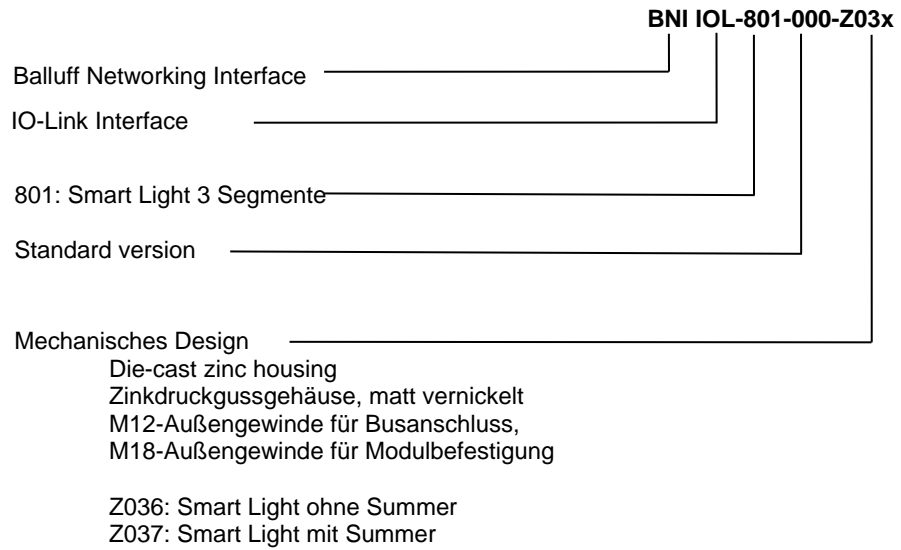 BNI IOL-801-000-Z03x
Balluff Networking Interface
IO-Link Interface
801: Smart Light 3 Segmente
Standard version
Mechanisches Design
Die-cast zinc housing
Zinkdruckgussgehäuse, matt vernickelt
M12-Außengewinde für Busanschluss,
M18-Außengewinde für Modulbefestigung
Z036: Smart Light ohne Summer
Z037: Smart Light mit Summer